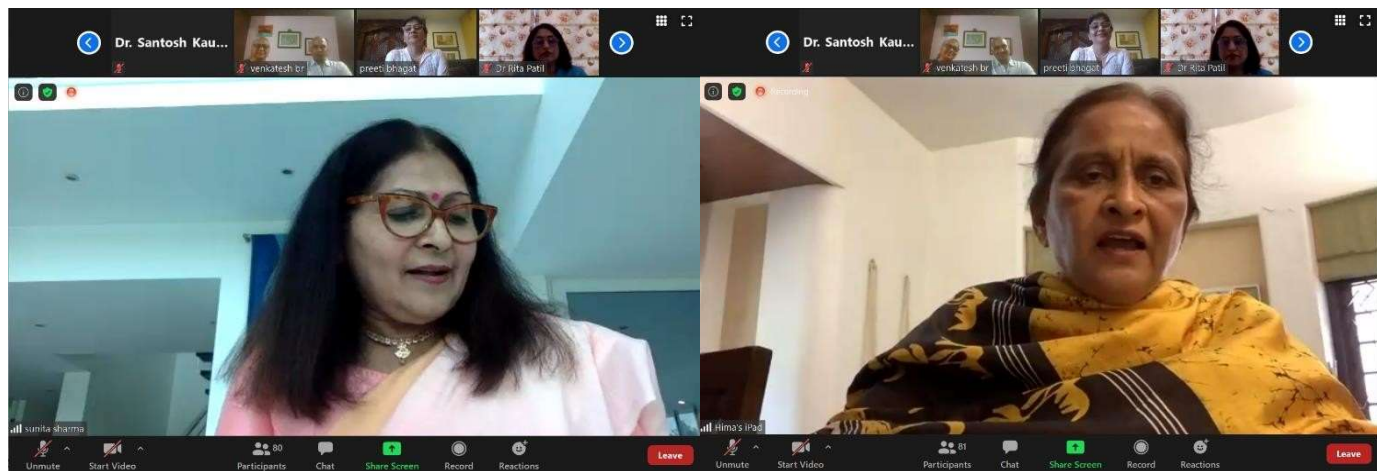 Dr. Santosh Kau...
venkatesh br
preeti bhagat
Dr Rita Patil
sunita sharma
Unmute
Start Video
80
Participants
Chat
Share Screen
Record
Reactions
Leave
Dr. Santosh Kau...
venkatesh br
preeti bhagat
Dr Rita Patil
Recording
Hima's iPad
Unmute
Start Video
81
Participants
Chat
Share Screen
Record
Reactions
Leave